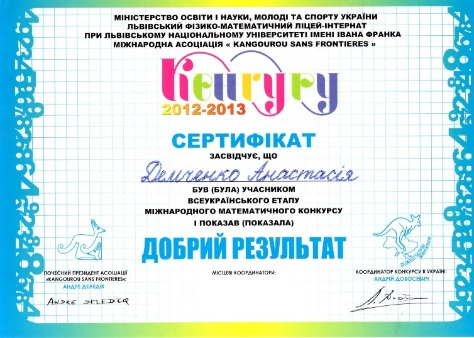 МІНІСТЕРСТВО ОСВІТИ І НАУКИ, МОЛОДІ ТА СПОРТУ УКРАЇНИ
ЛЬВІВСЬКИЙ ФІЗИКО-МАТЕМАТИЧНИЙ ЛІЦЕЙ-ІНТЕРНАТ
ПРИ ЛЬВІВСЬКОМУ НАЦІОНАЛЬНОМУ УНІВЕРСИТЕТІ ІМЕНІ ІВАНА ФРАНКА
МІЖНАРОДНА АСОЦІАЦІЯ « KANGOUROU SANS FRONTIERES »
Кенгуру
2012-2013
СЕРТИФІКАТ
ЗАСВІДЧУЄ, ЩО
Демченко Анастасія
БУВ (БУЛА) УЧАСНИКОМ
ВСЕУКРАЇНСЬКОГО ЕТАПУ
МІЖНАРОДНОГО МАТЕМАТИЧНОГО КОНКУРСУ
І ПОКАЗАВ (ПОКАЗАЛА)
ДОБРИЙ РЕЗУЛЬТАТ
ПОЧЕСНИЙ ПРЕЗИДЕНТ АСОЦІАЦІЇ
«KANGOUROU SANS FRONTIERES»
АНДРЕ ДЕЛЕДІК
МІСЦЕВІ КООРДИНАТОРИ:
КООРДИНАТОР КОНКУРСУ В УКРАЇНІ
АНДРІЙ ДОБОСЕВИЧ
ANDRE DELEDICQ